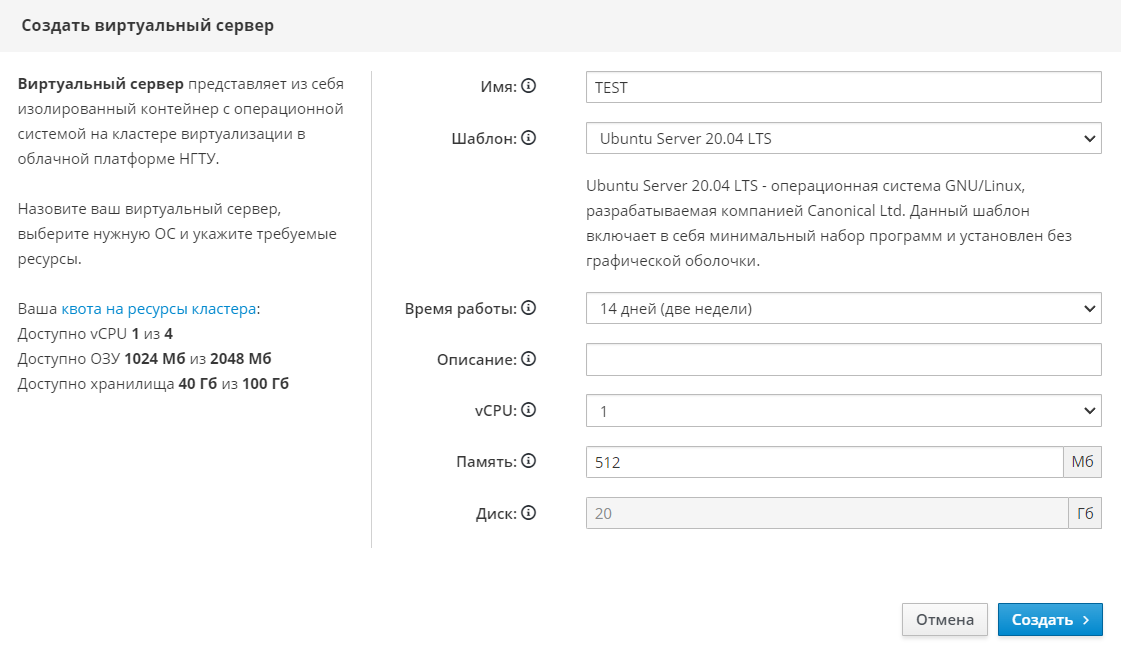 Создать виртуальный сервер
Виртуальный сервер представляет из себя
изолированный контейнер с операционной
системой на кластере виртуализации в
облачной платформе НГТУ.
Назовите ваш виртуальный сервер,
выберите нужную ОС и укажите требуемые
ресурсы.
Ваша квота на ресурсы кластера:
Доступно vCPU 1 из 4
Доступно ОЗУ 1024 Мб из 2048 Мб
Доступно хранилища 40 Гб из 100 Гб
Имя: TEST
Шаблон: Ubuntu Server 20.04 LTS
Ubuntu Server 20.04 LTS - операционная система GNU/Linux,
разрабатываемая компанией Canonical Ltd. Данный шаблон
включает в себя минимальный набор программ и установлен без
графической оболочки.
Время работы: 14 дней (две недели)
Описание:
vCPU: 1
Память: 512 Мб
Диск: 20 Гб
Отмена Создать